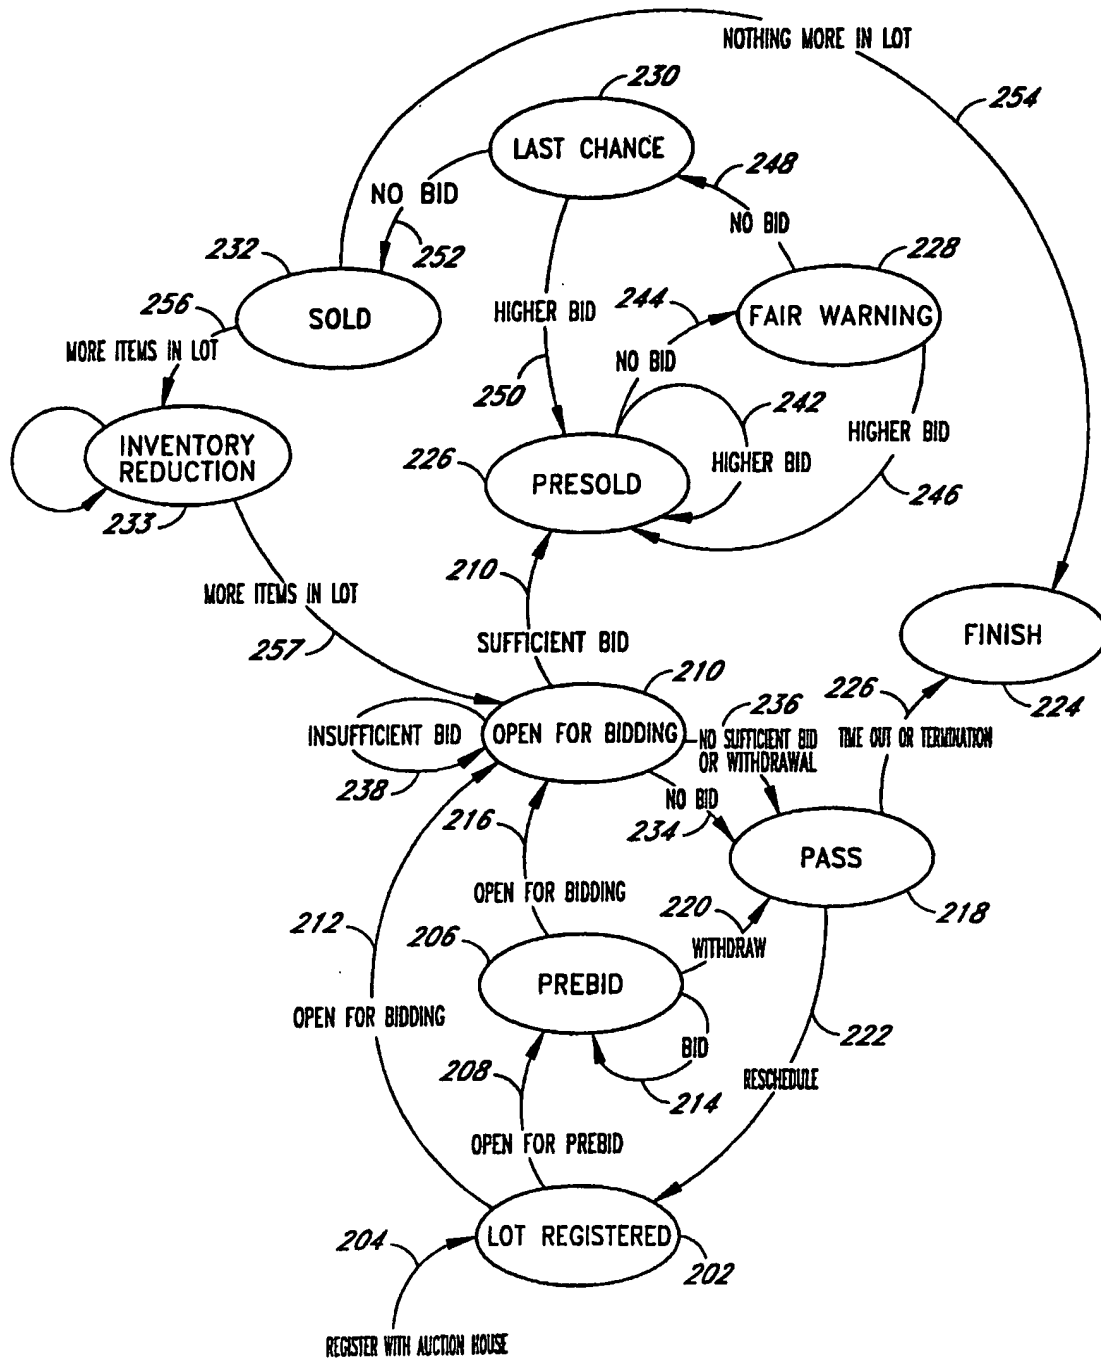 NOTHING MORE IN LOT
230
254
LAST CHANCE
248
NO BID
NO BID
232
252
228
256
SOLD
244
FAIR WARNING
HIGHER BID
MORE ITEMS IN LOT
NO BID
250
242
INVENTORY
REDUCTION
226
HIGHER BID
HIGHER BID
PRESOLD
246
233
210
MORE ITEMS IN LOT
FINISH
SUFFICIENT BID
257
210
226
224
236
INSUFFICIENT BID
OPEN FOR BIDDING
NO SUFFICIENT BID
OR WITHDRAWAL
TIME OUT OR TERMINATION
238
NO BID
216
234
PASS
OPEN FOR BIDDING
220
218
212
206
WITHDRAW
PREBID
OPEN FOR BIDDING
BID
222
208
214
RESCHEDULE
OPEN FOR PREBID
LOT REGISTERED
204
202
REGISTER WITH AUCTION HOUSE